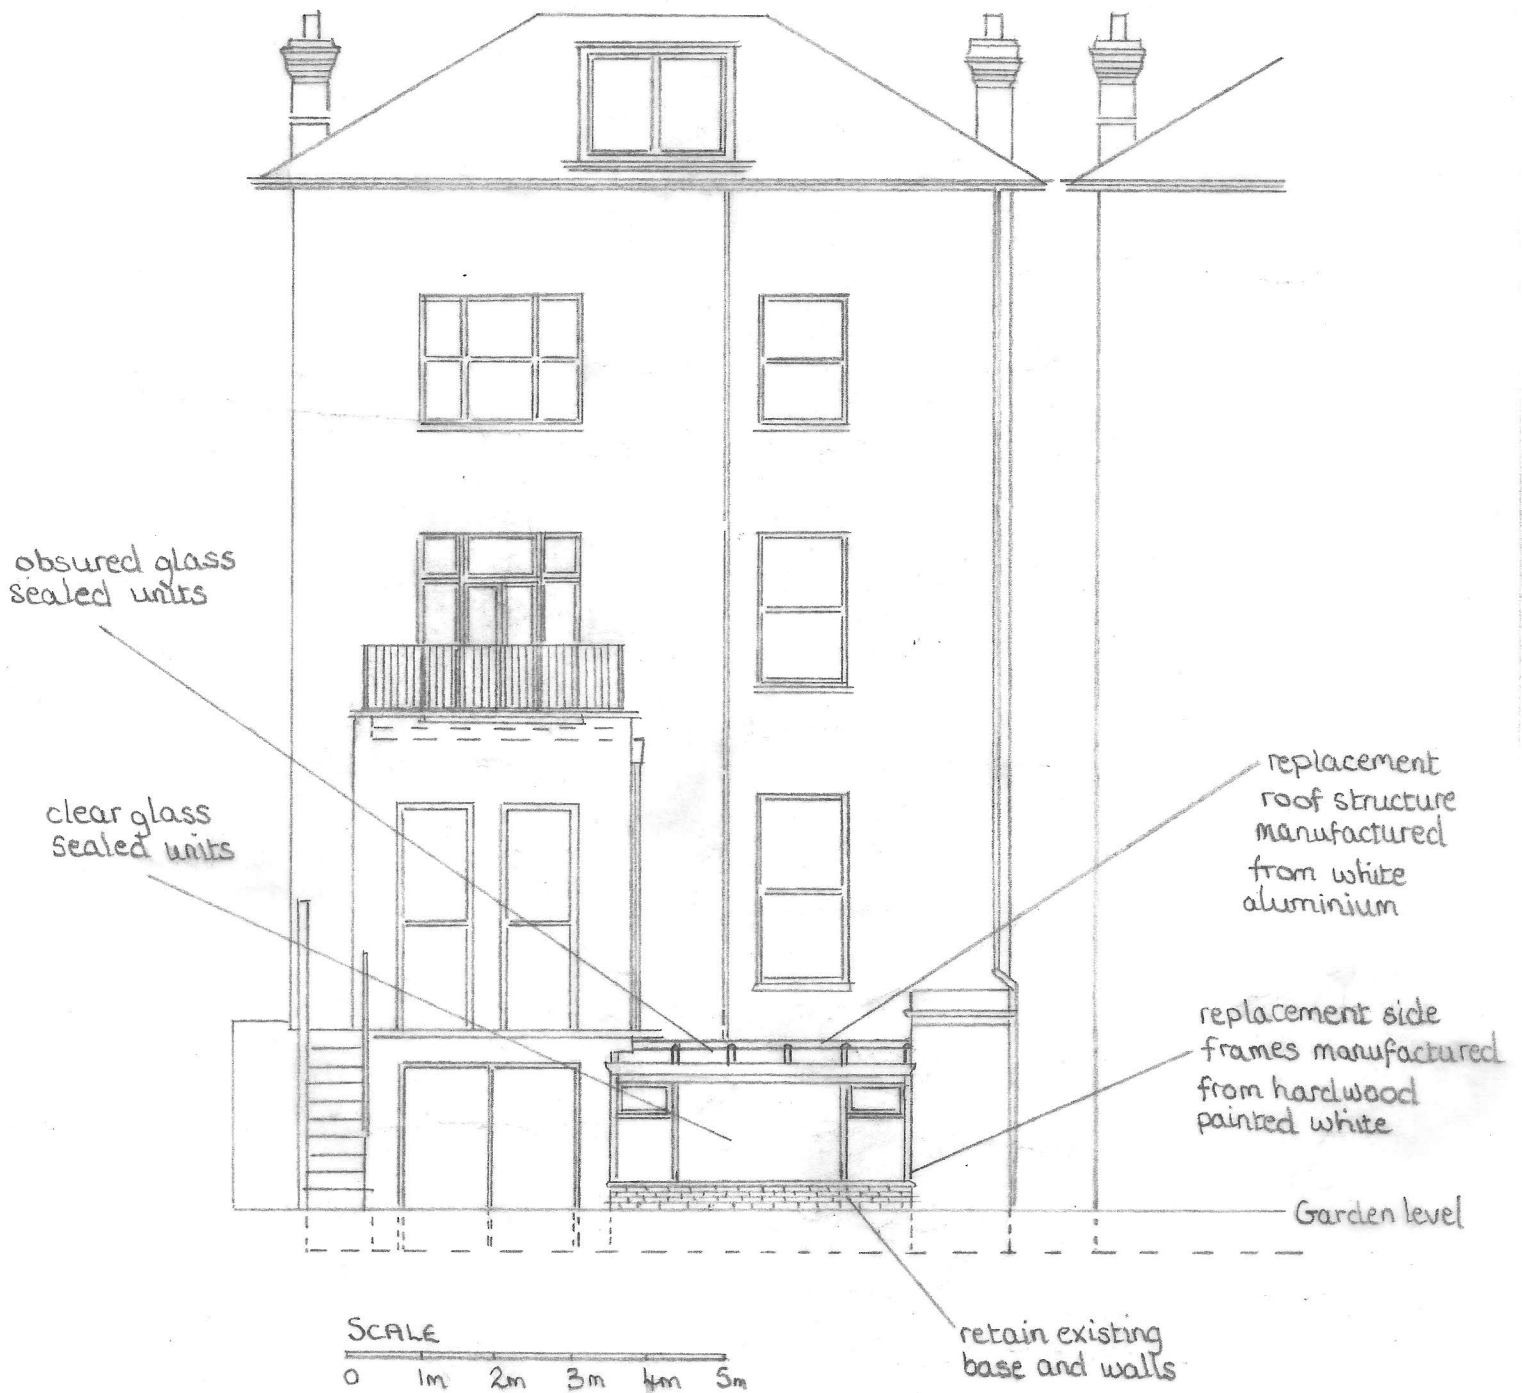 obsured glass
sealed units
clear glass
sealed units
replacement
roof structure
manufactured
from white
aluminium
replacement side
frames manufactured
from hardwood
painted white
Garden level
retain existing
base and walls
SCALE
0 1m 2m 3m 4m 5m